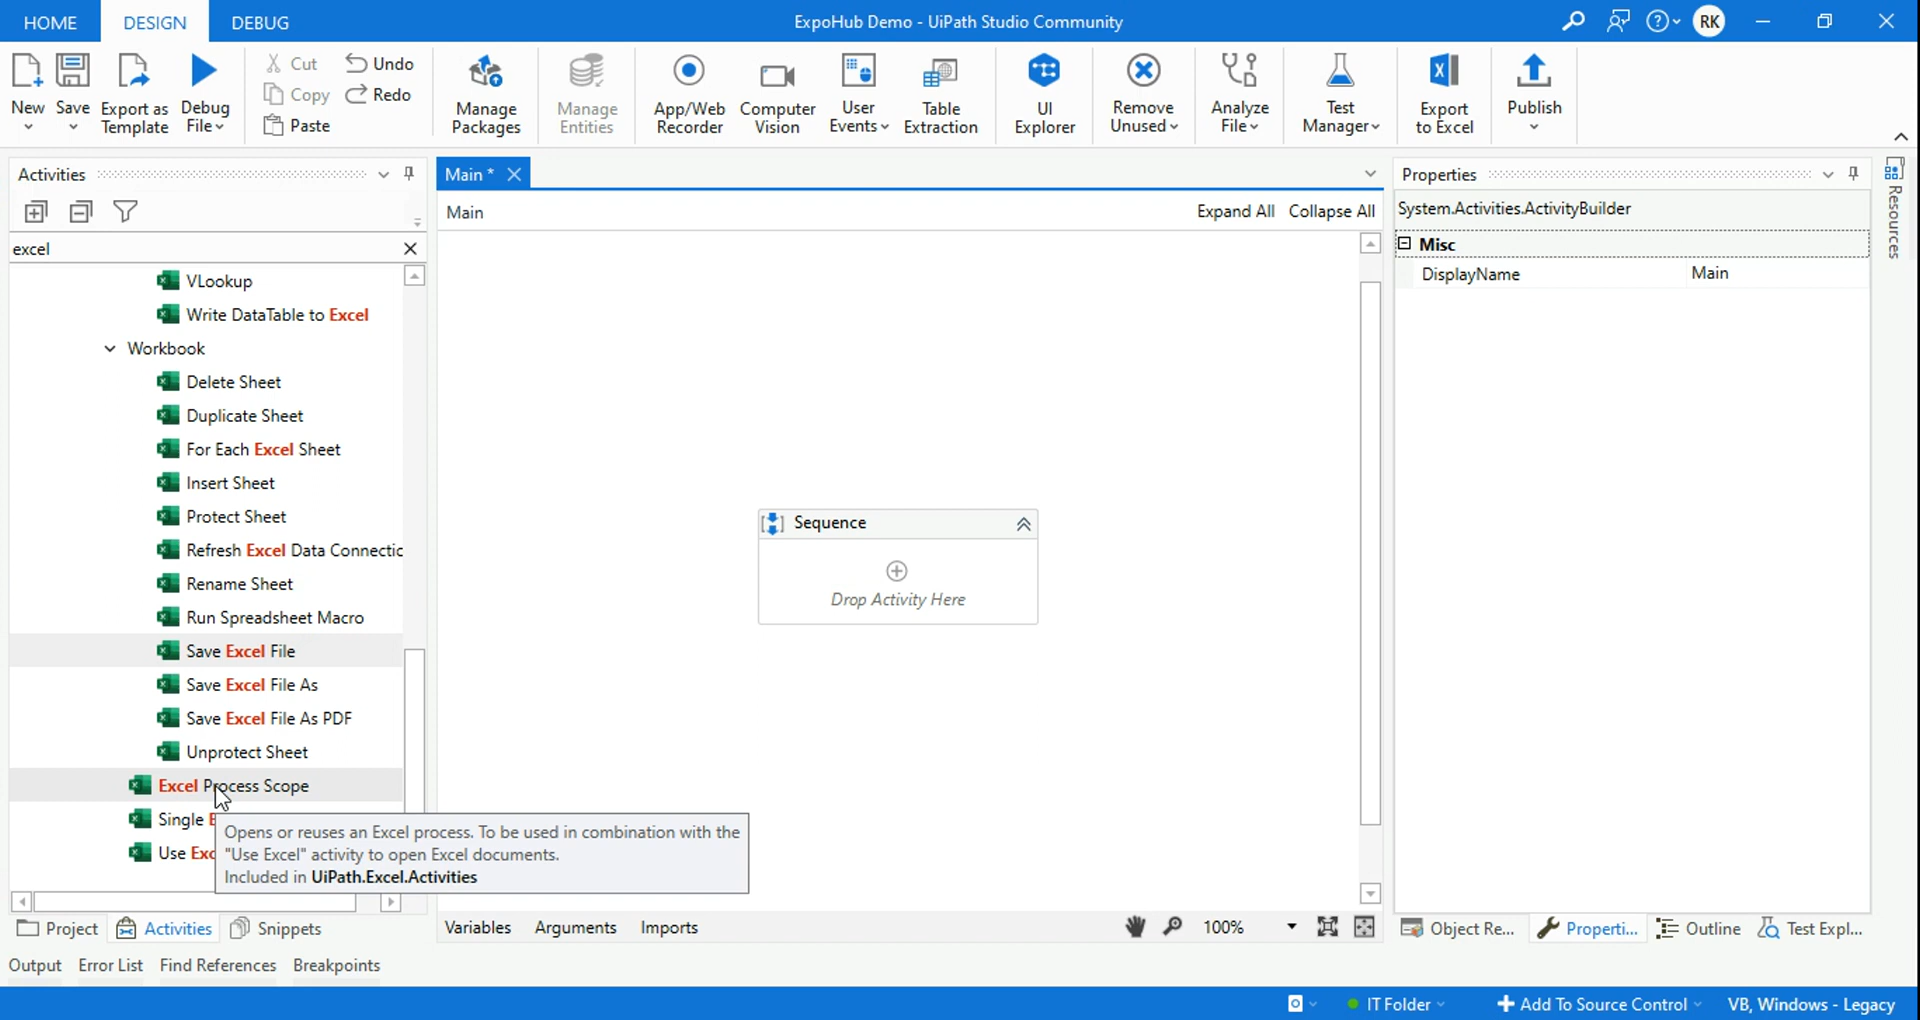 HOME DESIGN DEBUG ExpoHub Demo - UiPath Studio Community RK
New Save Export as Template Debug File Cut Copy Paste Undo Redo Manage Packages Manage Entities App/Web Recorder Computer Vision User Events Table Extraction UI Explorer Remove Unused Analyze File Test Manager Export to Excel Publish
Activities
excel
VLookup
Write DataTable to Excel
Workbook
Delete Sheet
Duplicate Sheet
For Each Excel Sheet
Insert Sheet
Protect Sheet
Refresh Excel Data Connectic
Rename Sheet
Run Spreadsheet Macro
Save Excel File
Save Excel File As
Save Excel File As PDF
Unprotect Sheet
Excel Process Scope
Single
Use
Opens or reuses an Excel process. To be used in combination with the
"Use Excel" activity to open Excel documents.
Included in UiPath.Excel.Activities
Project Activities Snippets
Main *
Main Expand All Collapse All
Sequence
Drop Activity Here
Variables Arguments Imports 100%
Properties
System.Activities.ActivityBuilder
Misc
DisplayName Main
Resources
Object Re... Properti... Outline Test Expl...
Output Error List Find References Breakpoints
IT Folder Add To Source Control VB, Windows - Legacy